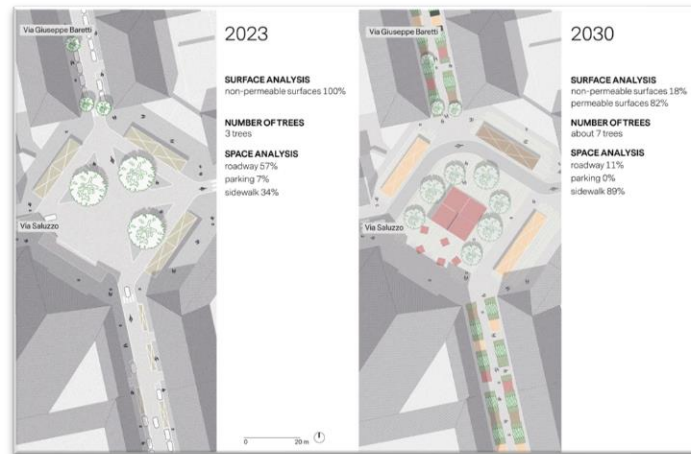 Via Giuseppe Baretti
Via Saluzzo
2023
SURFACE ANALYSIS
non-permeable surfaces 100%
NUMBER OF TREES
3 trees
SPACE ANALYSIS
roadway 57%
parking 7%
sidewalk 34%
0 20 m
Via Giuseppe Baretti
Via Saluzzo
2030
SURFACE ANALYSIS
non-permeable surfaces 18%
permeable surfaces 82%
NUMBER OF TREES
about 7 trees
SPACE ANALYSIS
roadway 11%
parking 0%
sidewalk 89%